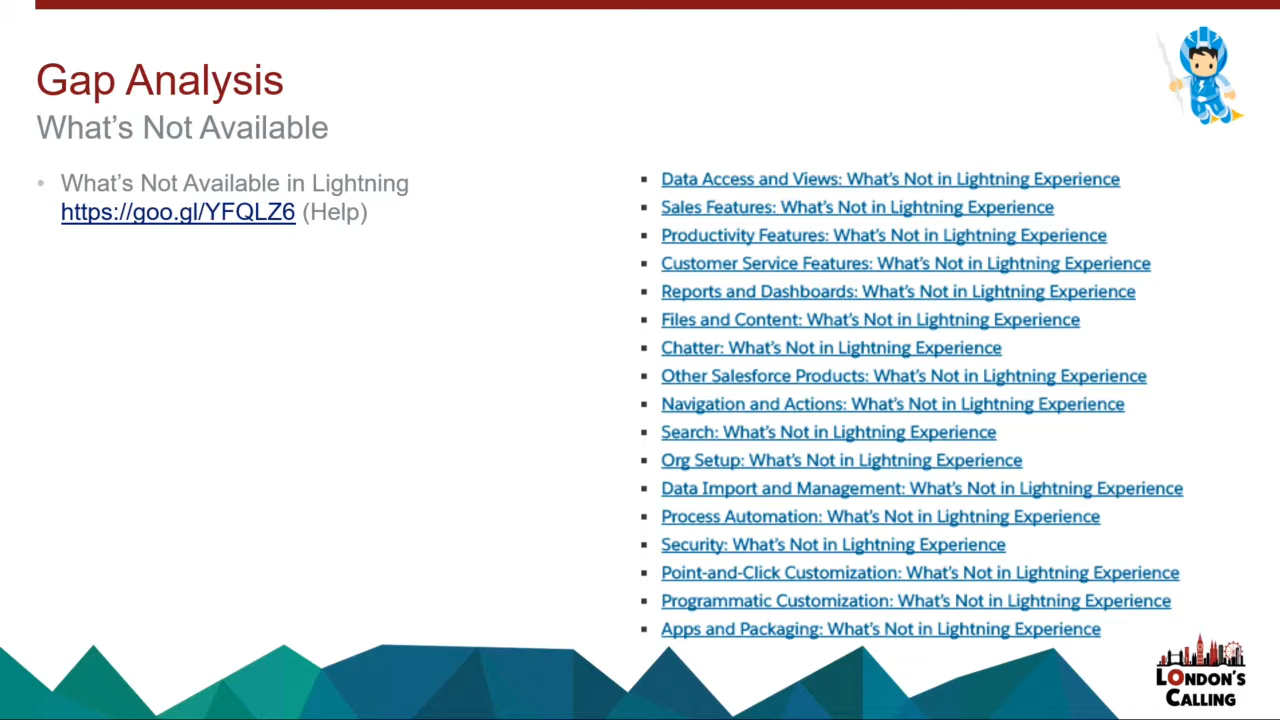 Gap Analysis
What's Not Available
• What's Not Available in Lightning
https://goo.gl/YFQLZ6 (Help)
▪ Data Access and Views: What's Not in Lightning Experience
▪ Sales Features: What's Not in Lightning Experience
▪ Productivity Features: What's Not in Lightning Experience
▪ Customer Service Features: What's Not in Lightning Experience
▪ Reports and Dashboards: What's Not in Lightning Experience
▪ Files and Content: What's Not in Lightning Experience
▪ Chatter: What's Not in Lightning Experience
▪ Other Salesforce Products: What's Not in Lightning Experience
▪ Navigation and Actions: What's Not in Lightning Experience
▪ Search: What's Not in Lightning Experience
▪ Org Setup: What's Not in Lightning Experience
▪ Data Import and Management: What's Not in Lightning Experience
▪ Process Automation: What's Not in Lightning Experience
▪ Security: What's Not in Lightning Experience
▪ Point-and-Click Customization: What's Not in Lightning Experience
▪ Programmatic Customization: What's Not in Lightning Experience
▪ Apps and Packaging: What's Not in Lightning Experience
LONDON'S
CALLING